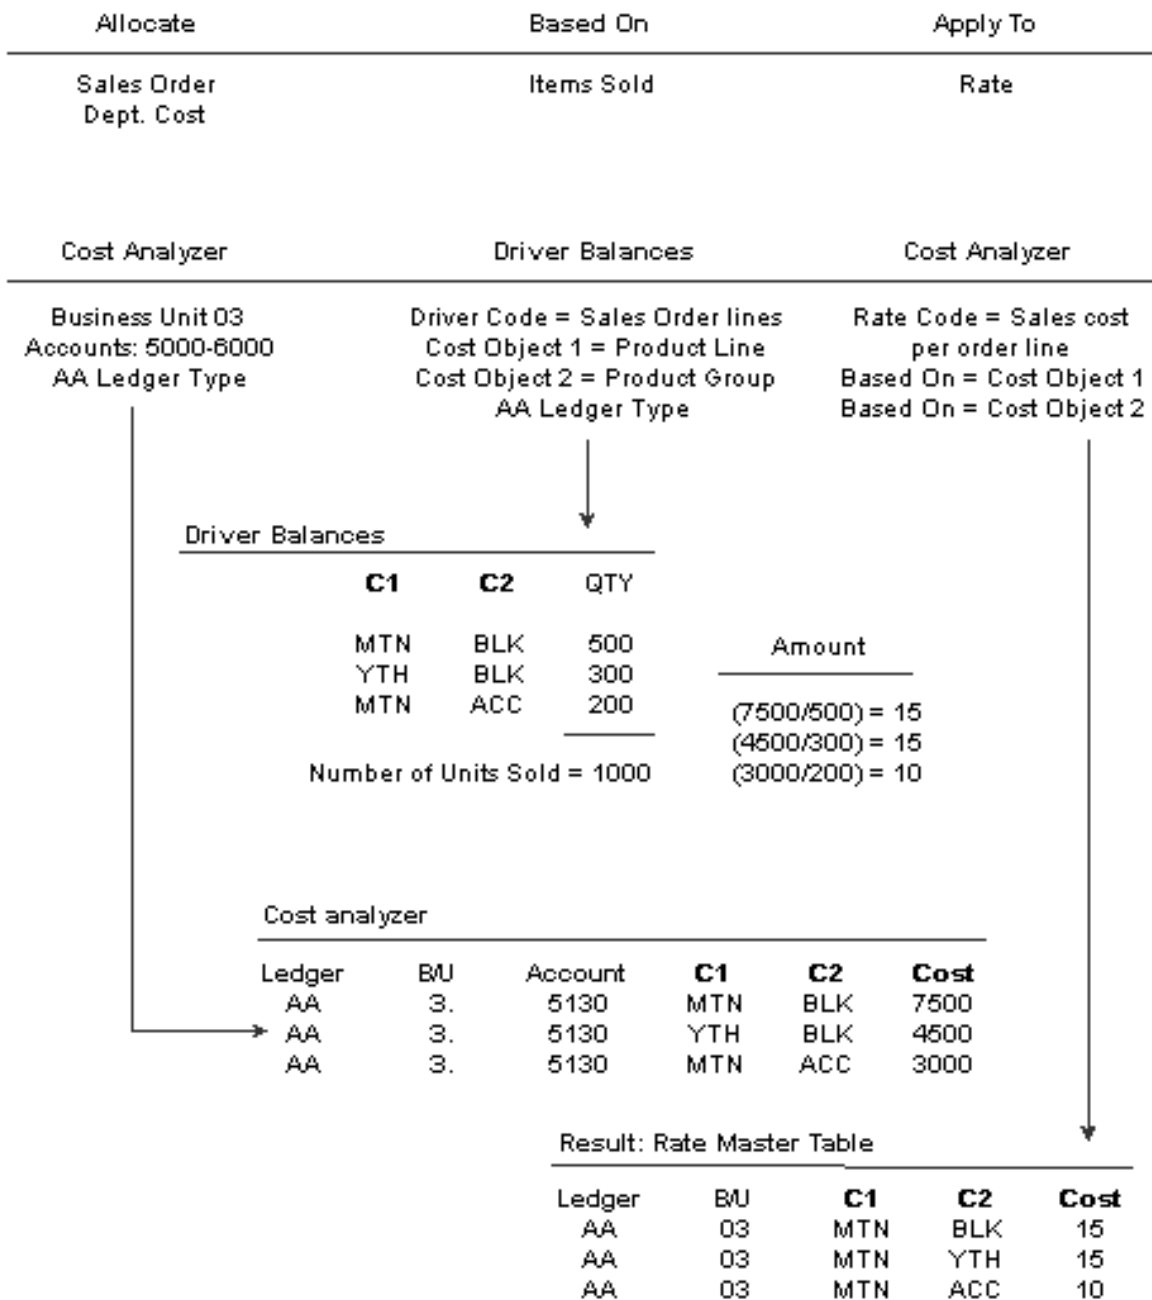 Allocate Based On Apply To
Sales Order Items Sold Rate
Dept. Cost
Cost Analyzer Driver Balances Cost Analyzer
Business Unit 03 Driver Code = Sales Order lines Rate Code = Sales cost
Accounts: 5000-6000 Cost Object 1 = Product Line per order line
AA Ledger Type Cost Object 2 = Product Group Based On = Cost Object 1
AA Ledger Type Based On = Cost Object 2
Driver Balances
C1 C2 QTY
MTN BLK 500 Amount
YTH BLK 300
MTN ACC 200 (7500/500) = 15
(4500/300) = 15
Number of Units Sold = 1000 (3000/200) = 10
Cost analyzer
Ledger B/U Account C1 C2 Cost
AA 3. 5130 MTN BLK 7500
AA 3. 5130 YTH BLK 4500
AA 3. 5130 MTN ACC 3000
Result: Rate Master Table
Ledger B/U C1 C2 Cost
AA 03 MTN BLK 15
AA 03 MTN YTH 15
AA 03 MTN ACC 10